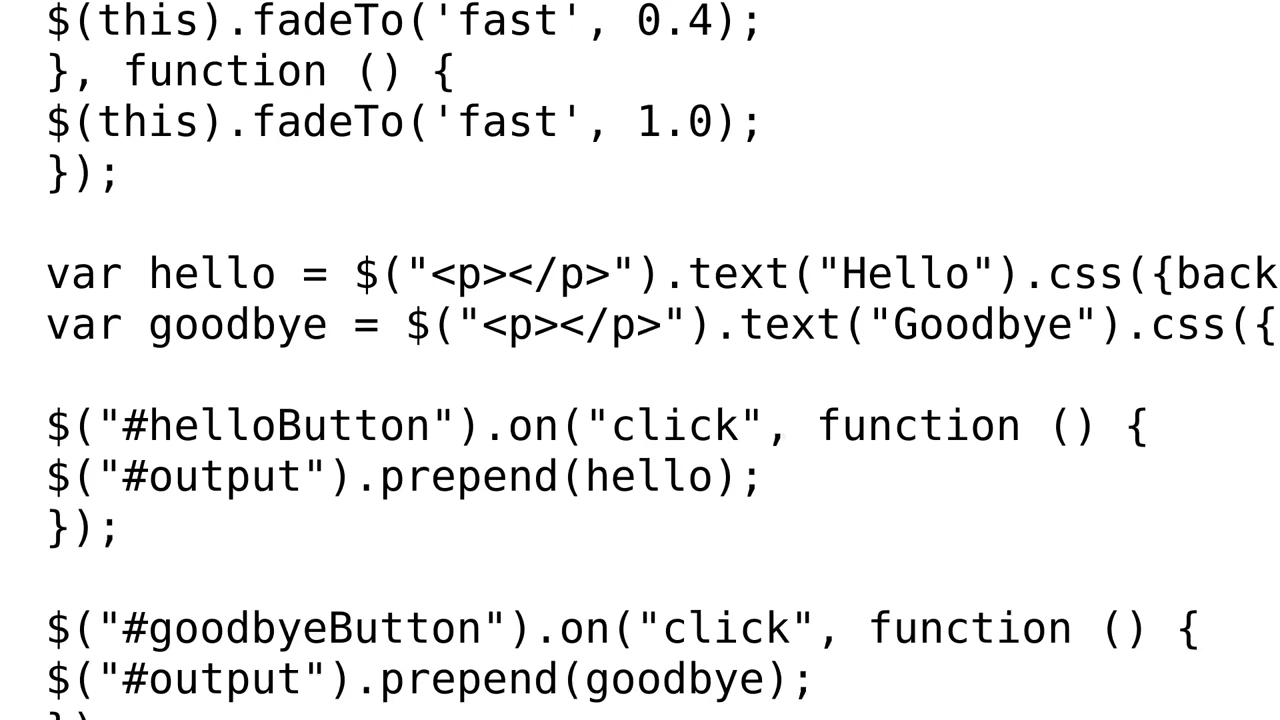 $(this).fadeTo('fast', 0.4);
}, function () {
$(this).fadeTo('fast', 1.0);
});
var hello = $("<p></p>").text("Hello").css({back
var goodbye = $("<p></p>").text("Goodbye").css({
$("#helloButton").on("click", function () {
$("#output").prepend(hello);
});
$("#goodbyeButton").on("click", function () {
$("#output").prepend(goodbye);
})